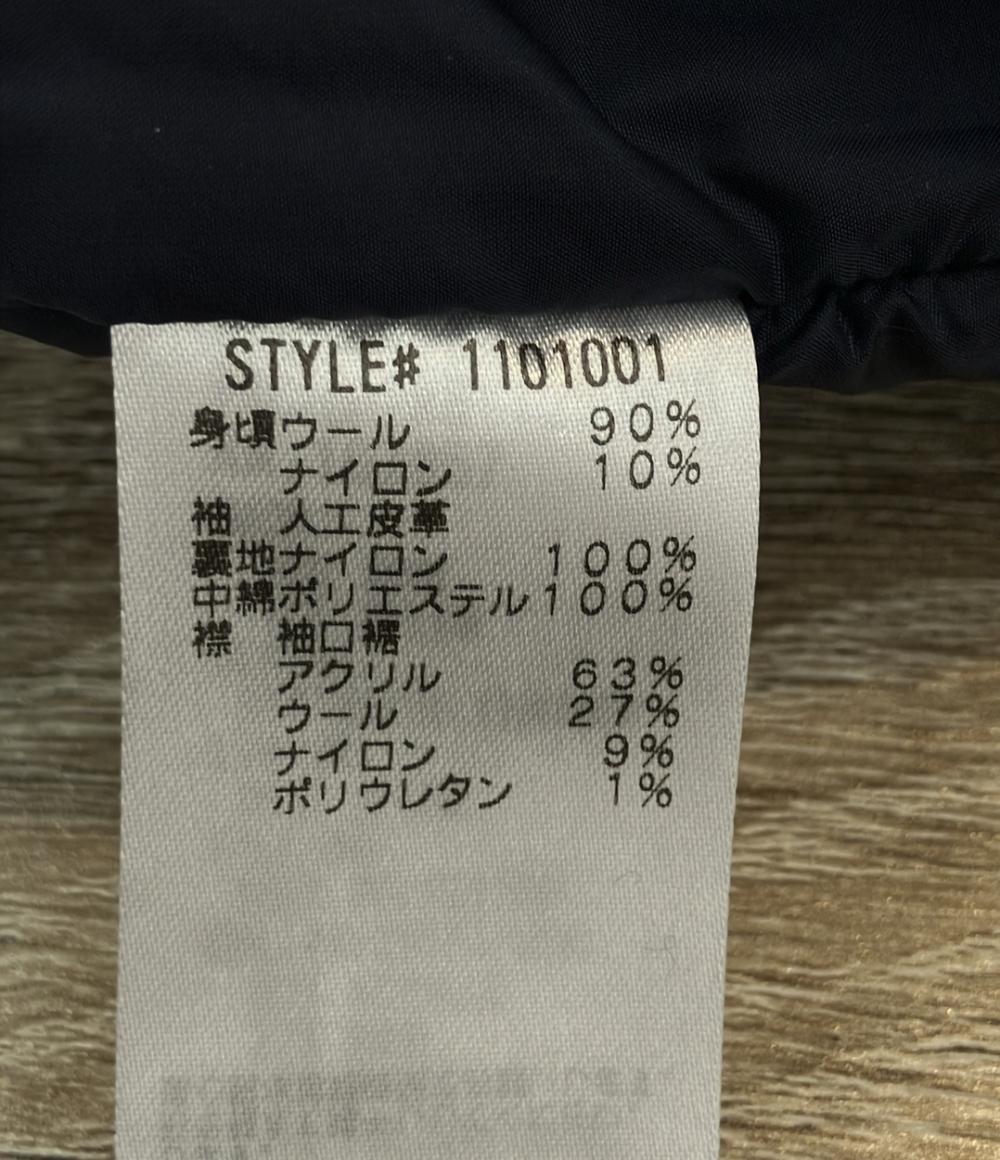 STYLE# 1101001
身頃ウール 90%
ナイロン 10%
袖 人工皮革
裏地ナイロン 100%
中綿ポリエステル 100%
襟 袖口裾
アクリル 63%
ウール 27%
ナイロン 9%
ポリウレタン 1%